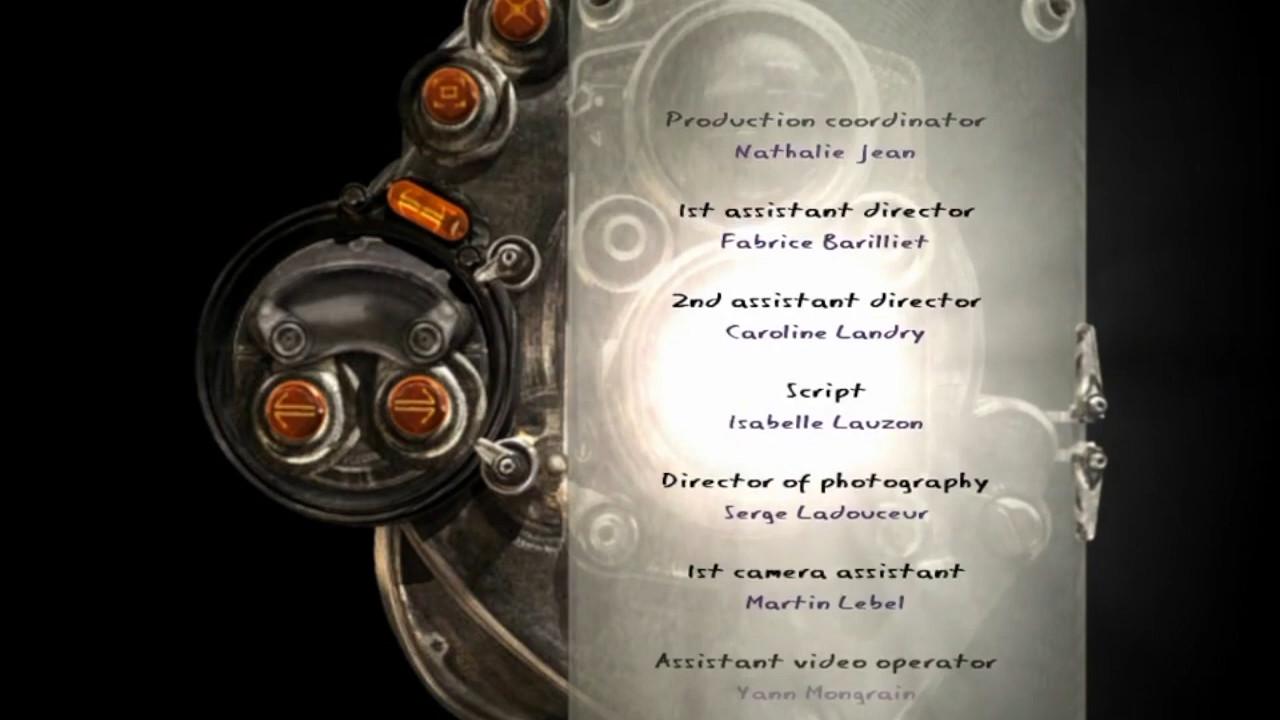 Production coordinator
Nathalie Jean
1st assistant director
Fabrice Barilliet
2nd assistant director
Caroline Landry
Script
Isabelle Lauzon
Director of photography
Serge Ladouceur
1st camera assistant
Martin Lebel
Assistant video operator
Yann Mongrain